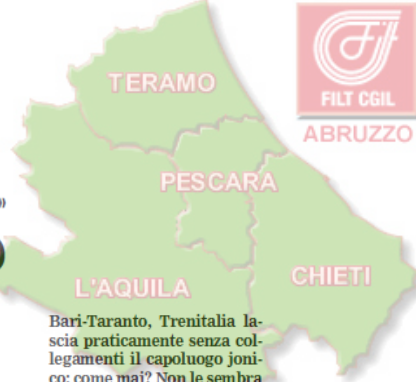 TERAMO
FILT CGIL
ABRUZZO
»
PESCARA
L'AQUILA
CHIETI
Bari-Taranto, Trenitalia la-
scia praticamente senza col-
legamenti il capoluogo joni-
co: come mai? Non le sembra